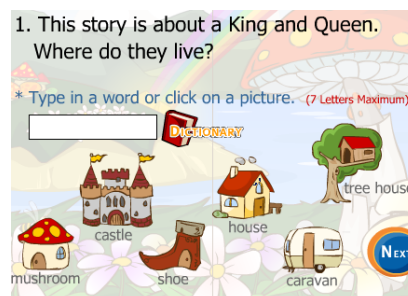 1. This story is about a King and Queen.
Where do they live?
* Type in a word or click on a picture. (7 Letters Maximum)
DICTIONARY
tree house
castle
house
NEXT
mushroom
shoe
caravan